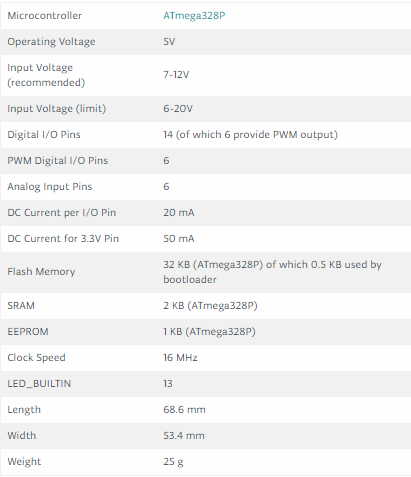 Microcontroller ATmega328P
Operating Voltage 5V
Input Voltage
(recommended) 7-12V
Input Voltage (limit) 6-20V
Digital I/O Pins 14 (of which 6 provide PWM output)
PWM Digital I/O Pins 6
Analog Input Pins 6
DC Current per I/O Pin 20 mA
DC Current for 3.3V Pin 50 mA
Flash Memory 32 KB (ATmega328P) of which 0.5 KB used by
bootloader
SRAM 2 KB (ATmega328P)
EEPROM 1 KB (ATmega328P)
Clock Speed 16 MHz
LED_BUILTIN 13
Length 68.6 mm
Width 53.4 mm
Weight 25 g